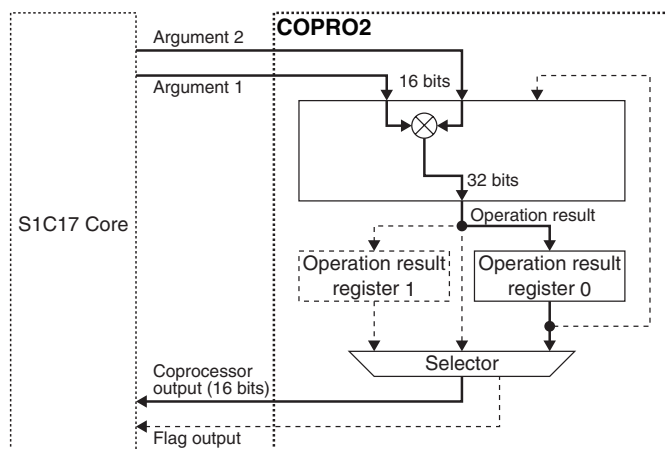 COPRO2
Argument 2
Argument 1
16 bits
32 bits
S1C17 Core
Operation result
Operation result
register 1
Operation result
register 0
Selector
Coprocessor
output (16 bits)
Flag output